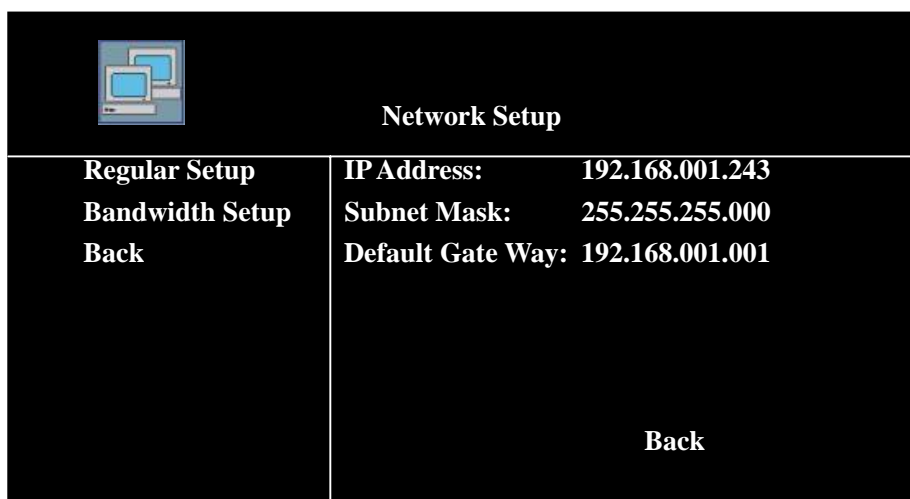 Network Setup
Regular Setup
Bandwidth Setup
Back
IP Address: 192.168.001.243
Subnet Mask: 255.255.255.000
Default Gate Way: 192.168.001.001
Back